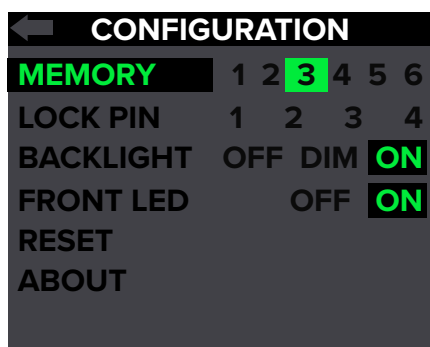 CONFIGURATION
MEMORY 1 2 3 4 5 6
LOCK PIN 1 2 3 4
BACKLIGHT OFF DIM ON
FRONT LED OFF ON
RESET
ABOUT